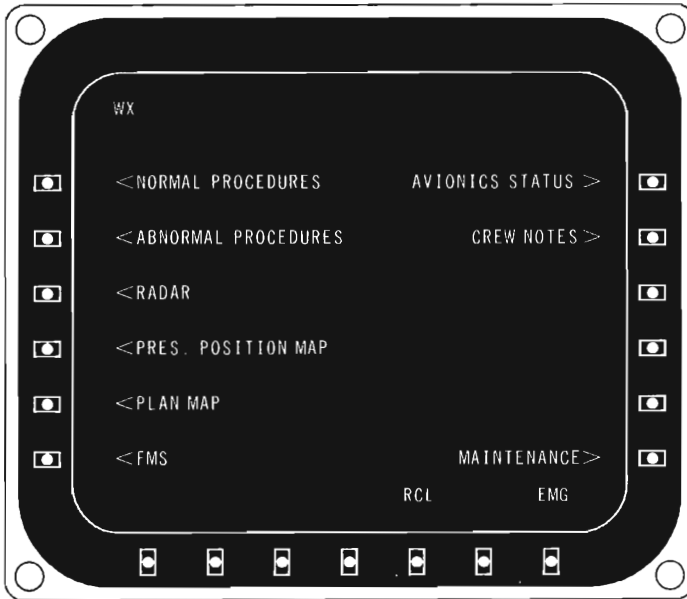 WX
<NORMAL PROCEDURES AVIONICS STATUS >
<ABNORMAL PROCEDURES CREW NOTES >
<RADAR
<PRES. POSITION MAP
<PLAN MAP
<FMS MAINTENANCE>
RCL EMG